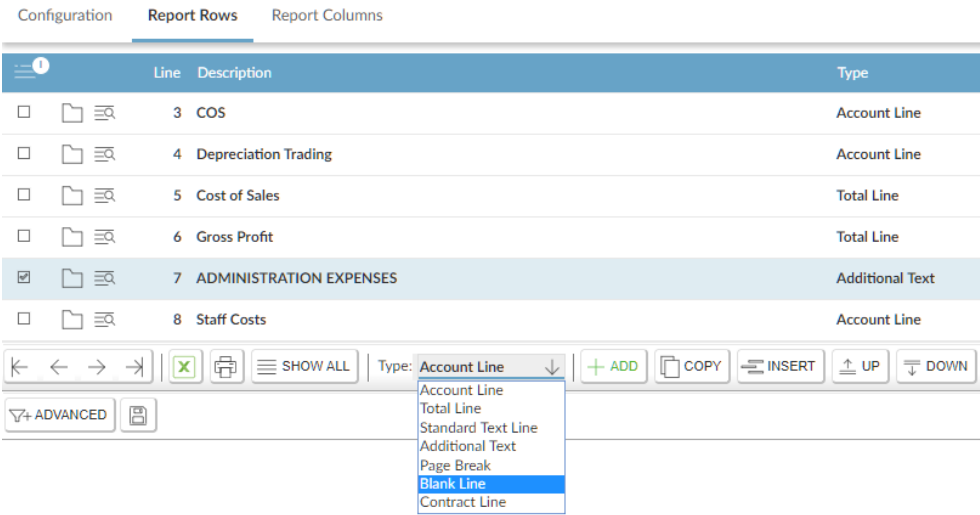 Configuration Report Rows Report Columns
1 Line Description Type
3 COS Account Line
4 Depreciation Trading Account Line
5 Cost of Sales Total Line
6 Gross Profit Total Line
7 ADMINISTRATION EXPENSES Additional Text
8 Staff Costs Account Line
X SHOW ALL Type: Account Line + ADD COPY INSERT UP DOWN
+ ADVANCED
Account Line
Total Line
Standard Text Line
Additional Text
Page Break
Blank Line
Contract Line